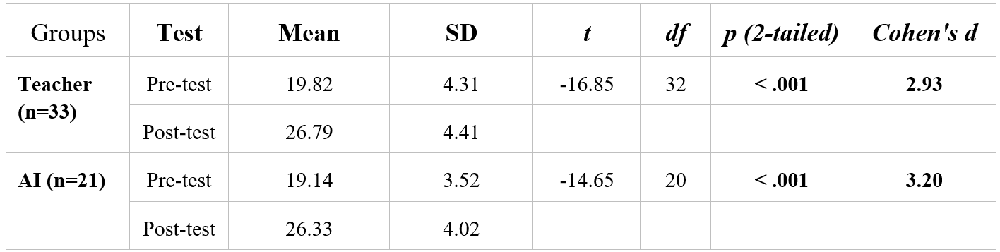 Groups Test Mean SD t df p (2-tailed) Cohen's d
Teacher (n=33) Pre-test 19.82 4.31 -16.85 32 < .001 2.93
Post-test 26.79 4.41
AI (n=21) Pre-test 19.14 3.52 -14.65 20 < .001 3.20
Post-test 26.33 4.02